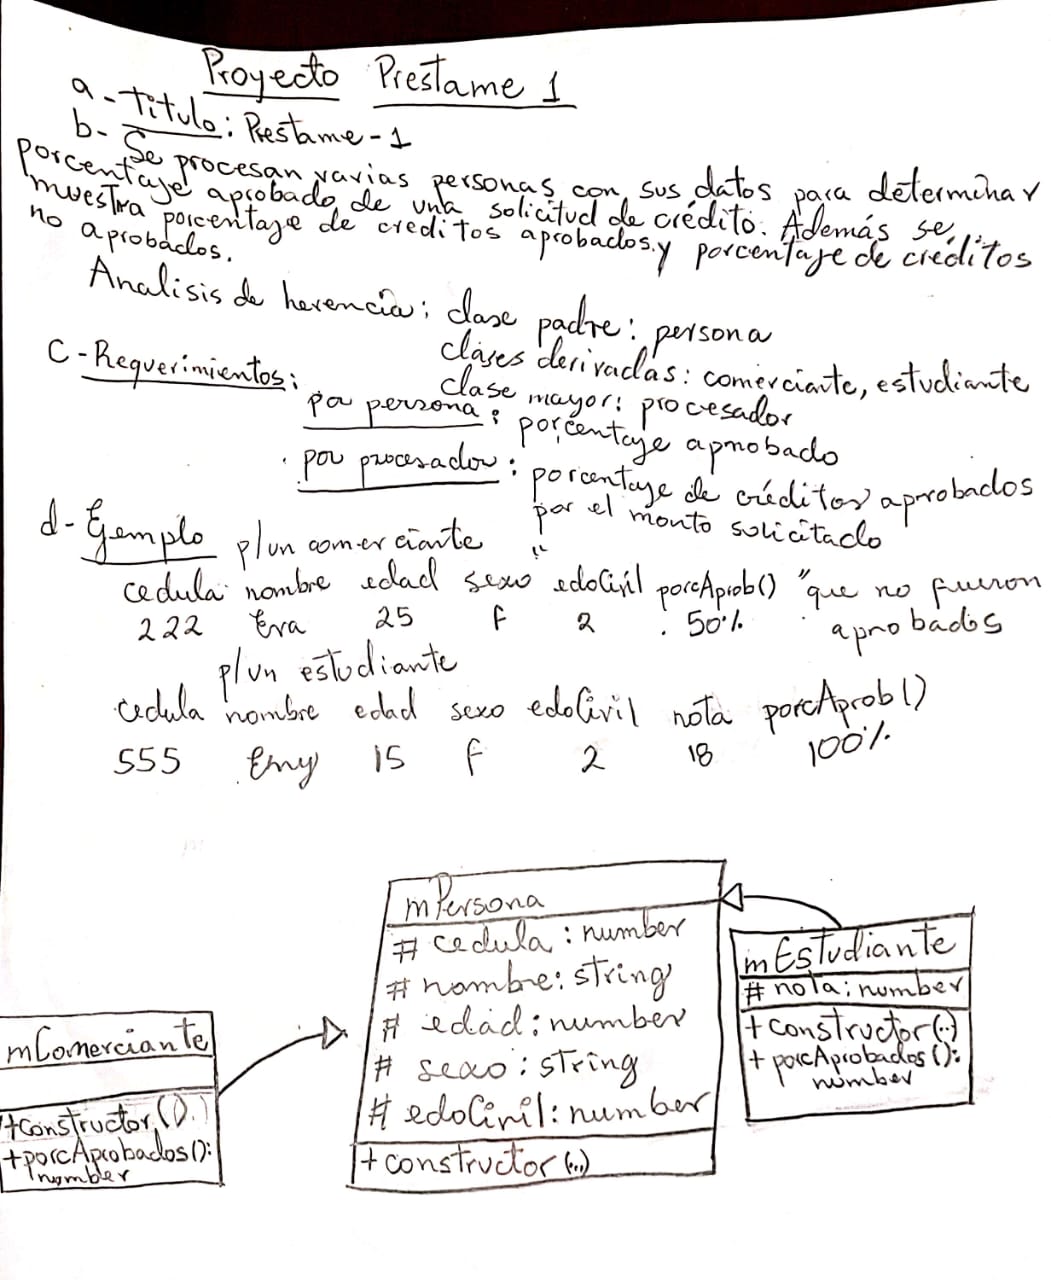 Proyecto Prestame 1
a - Titulo: Prestame-1
b- Se procesan varias personas con sus datos para determinar
porcentaje aprobado de una solicitud de crédito. Además se
muestra porcentaje de creditos aprobados y porcentaje de créditos
no aprobados.
Analisis de herencia: clase padre: persona
clases derivadas: comerciante, estudiante
clase mayor: procesador
C - Requerimientos:
por persona: porcentaje aprobado
por procesador: porcentaje de créditos aprobados
por el monto solicitado
d - Ejemplo p/un comerciante "
cedula nombre edad sexo edoCivil porcAprob() "que no fueron
222 Eva 25 f 2 50% aprobados
p/un estudiante
cedula nombre edad sexo edoCivil nota porcAprob()
555 Emy 15 f 2 18 100%
mPersona
# cedula: number
# nombre: string
# edad: number
# sexo: string
# edoCivil: number
+ constructor(...)
mEstudiante
# nota: number
+ constructor(..)
+ porcAprobados():
number
mComerciante
+constructor()
+porcAprobados():
number